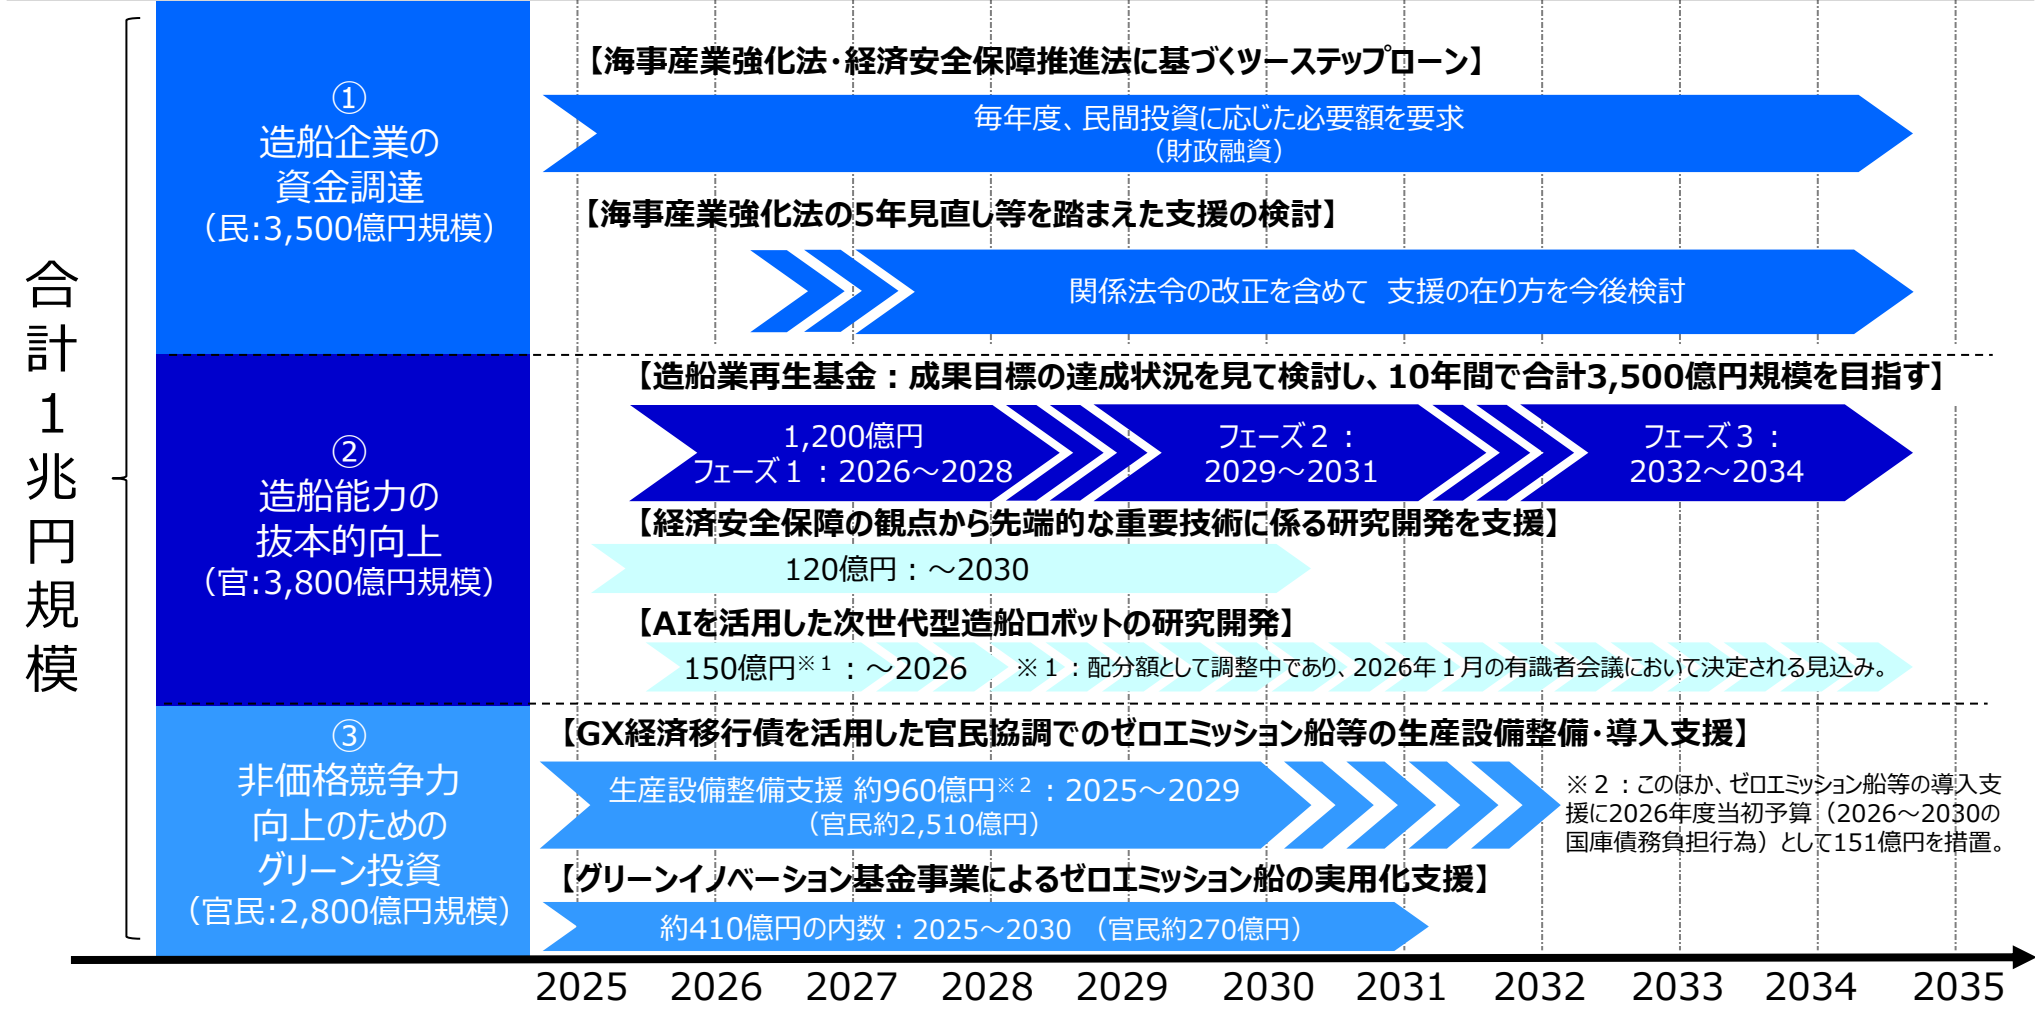 合計1兆円規模
①
造船企業の
資金調達
（民:3,500億円規模）
【海事産業強化法・経済安全保障推進法に基づくツーステップローン】
毎年度、民間投資に応じた必要額を要求
（財政融資）
【海事産業強化法の5年見直し等を踏まえた支援の検討】
関係法令の改正を含めて 支援の在り方を今後検討
②
造船能力の
抜本的向上
（官:3,800億円規模）
【造船業再生基金：成果目標の達成状況を見て検討し、10年間で合計3,500億円規模を目指す】
1,200億円
フェーズ１：2026～2028
フェーズ２：
2029～2031
フェーズ３：
2032～2034
【経済安全保障の観点から先端的な重要技術に係る研究開発を支援】
120億円：～2030
【AIを活用した次世代型造船ロボットの研究開発】
150億円※１：～2026
※１：配分額として調整中であり、2026年１月の有識者会議において決定される見込み。
③
非価格競争力
向上のための
グリーン投資
（官民:2,800億円規模）
【GX経済移行債を活用した官民協調でのゼロエミッション船等の生産設備整備・導入支援】
生産設備整備支援 約960億円※２：2025～2029
（官民約2,510億円）
※２：このほか、ゼロエミッション船等の導入支
援に2026年度当初予算（2026～2030の
国庫債務負担行為）として151億円を措置。
【グリーンイノベーション基金事業によるゼロエミッション船の実用化支援】
約410億円の内数：2025～2030 （官民約270億円）
2025 2026 2027 2028 2029 2030 2031 2032 2033 2034 2035